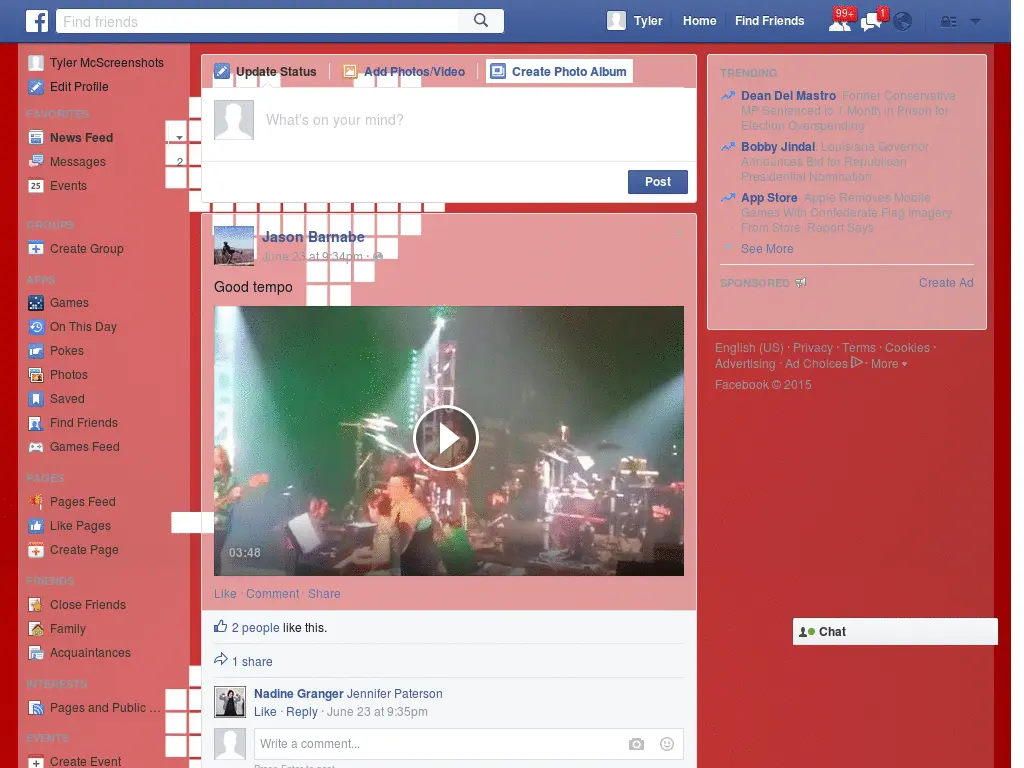 Find friends
Tyler Home Find Friends 99+ 1
Tyler McScreenshots
Edit Profile
FAVORITES
News Feed
Messages 2
25 Events
GROUPS
Create Group
APPS
Games
On This Day
Pokes
Photos
Saved
Find Friends
Games Feed
PAGES
Pages Feed
Like Pages
Create Page
FRIENDS
Close Friends
Family
Acquaintances
INTERESTS
Pages and Public ...
EVENTS
Create Event
Update Status Add Photos/Video Create Photo Album
What's on your mind?
Post
Jason Barnabe
June 23 at 9:34pm ·
Good tempo
03:48
Like · Comment · Share
2 people like this.
1 share
Nadine Granger Jennifer Paterson
Like · Reply · June 23 at 9:35pm
Write a comment...
Press Enter to post.
TRENDING
Dean Del Mastro: Former Conservative
MP Sentenced to 1 Month in Prison for
Election Overspending
Bobby Jindal: Louisiana Governor
Announces Bid for Republican
Presidential Nomination
App Store: Apple Removes Mobile
Games With Confederate Flag Imagery
From Store, Report Says
See More
SPONSORED Create Ad
English (US) · Privacy · Terms · Cookies ·
Advertising · Ad Choices · More
Facebook © 2015
Chat